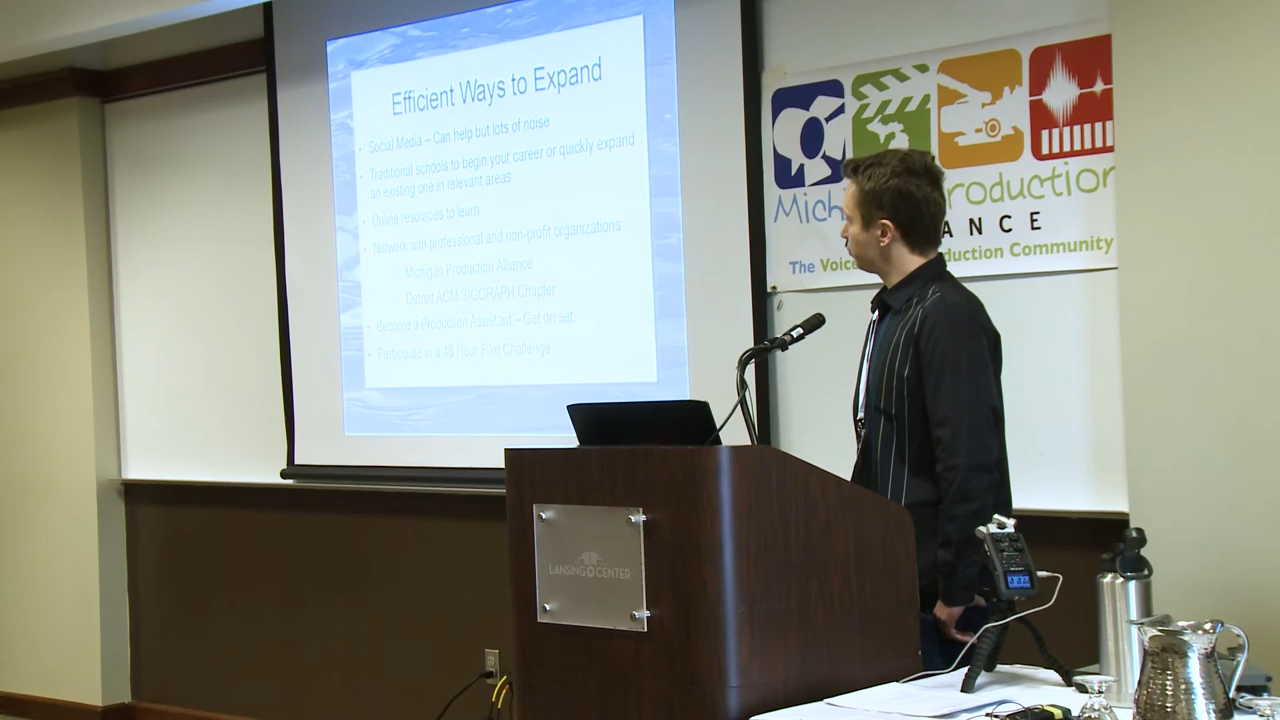 Efficient Ways to Expand
• Social Media – Can help but lots of noise
• Traditional schools to begin your career or quickly expand
an existing one in relevant areas
• Online resources to learn
• Network with professional and non-profit organizations
Michigan Production Alliance
Detroit ACM SIGGRAPH Chapter
• Become a Production Assistant – Get on set
• Participate in a 48 Hour Film Challenge
Mich roduction
ANCE
The Voice duction Community
LANSING CENTER